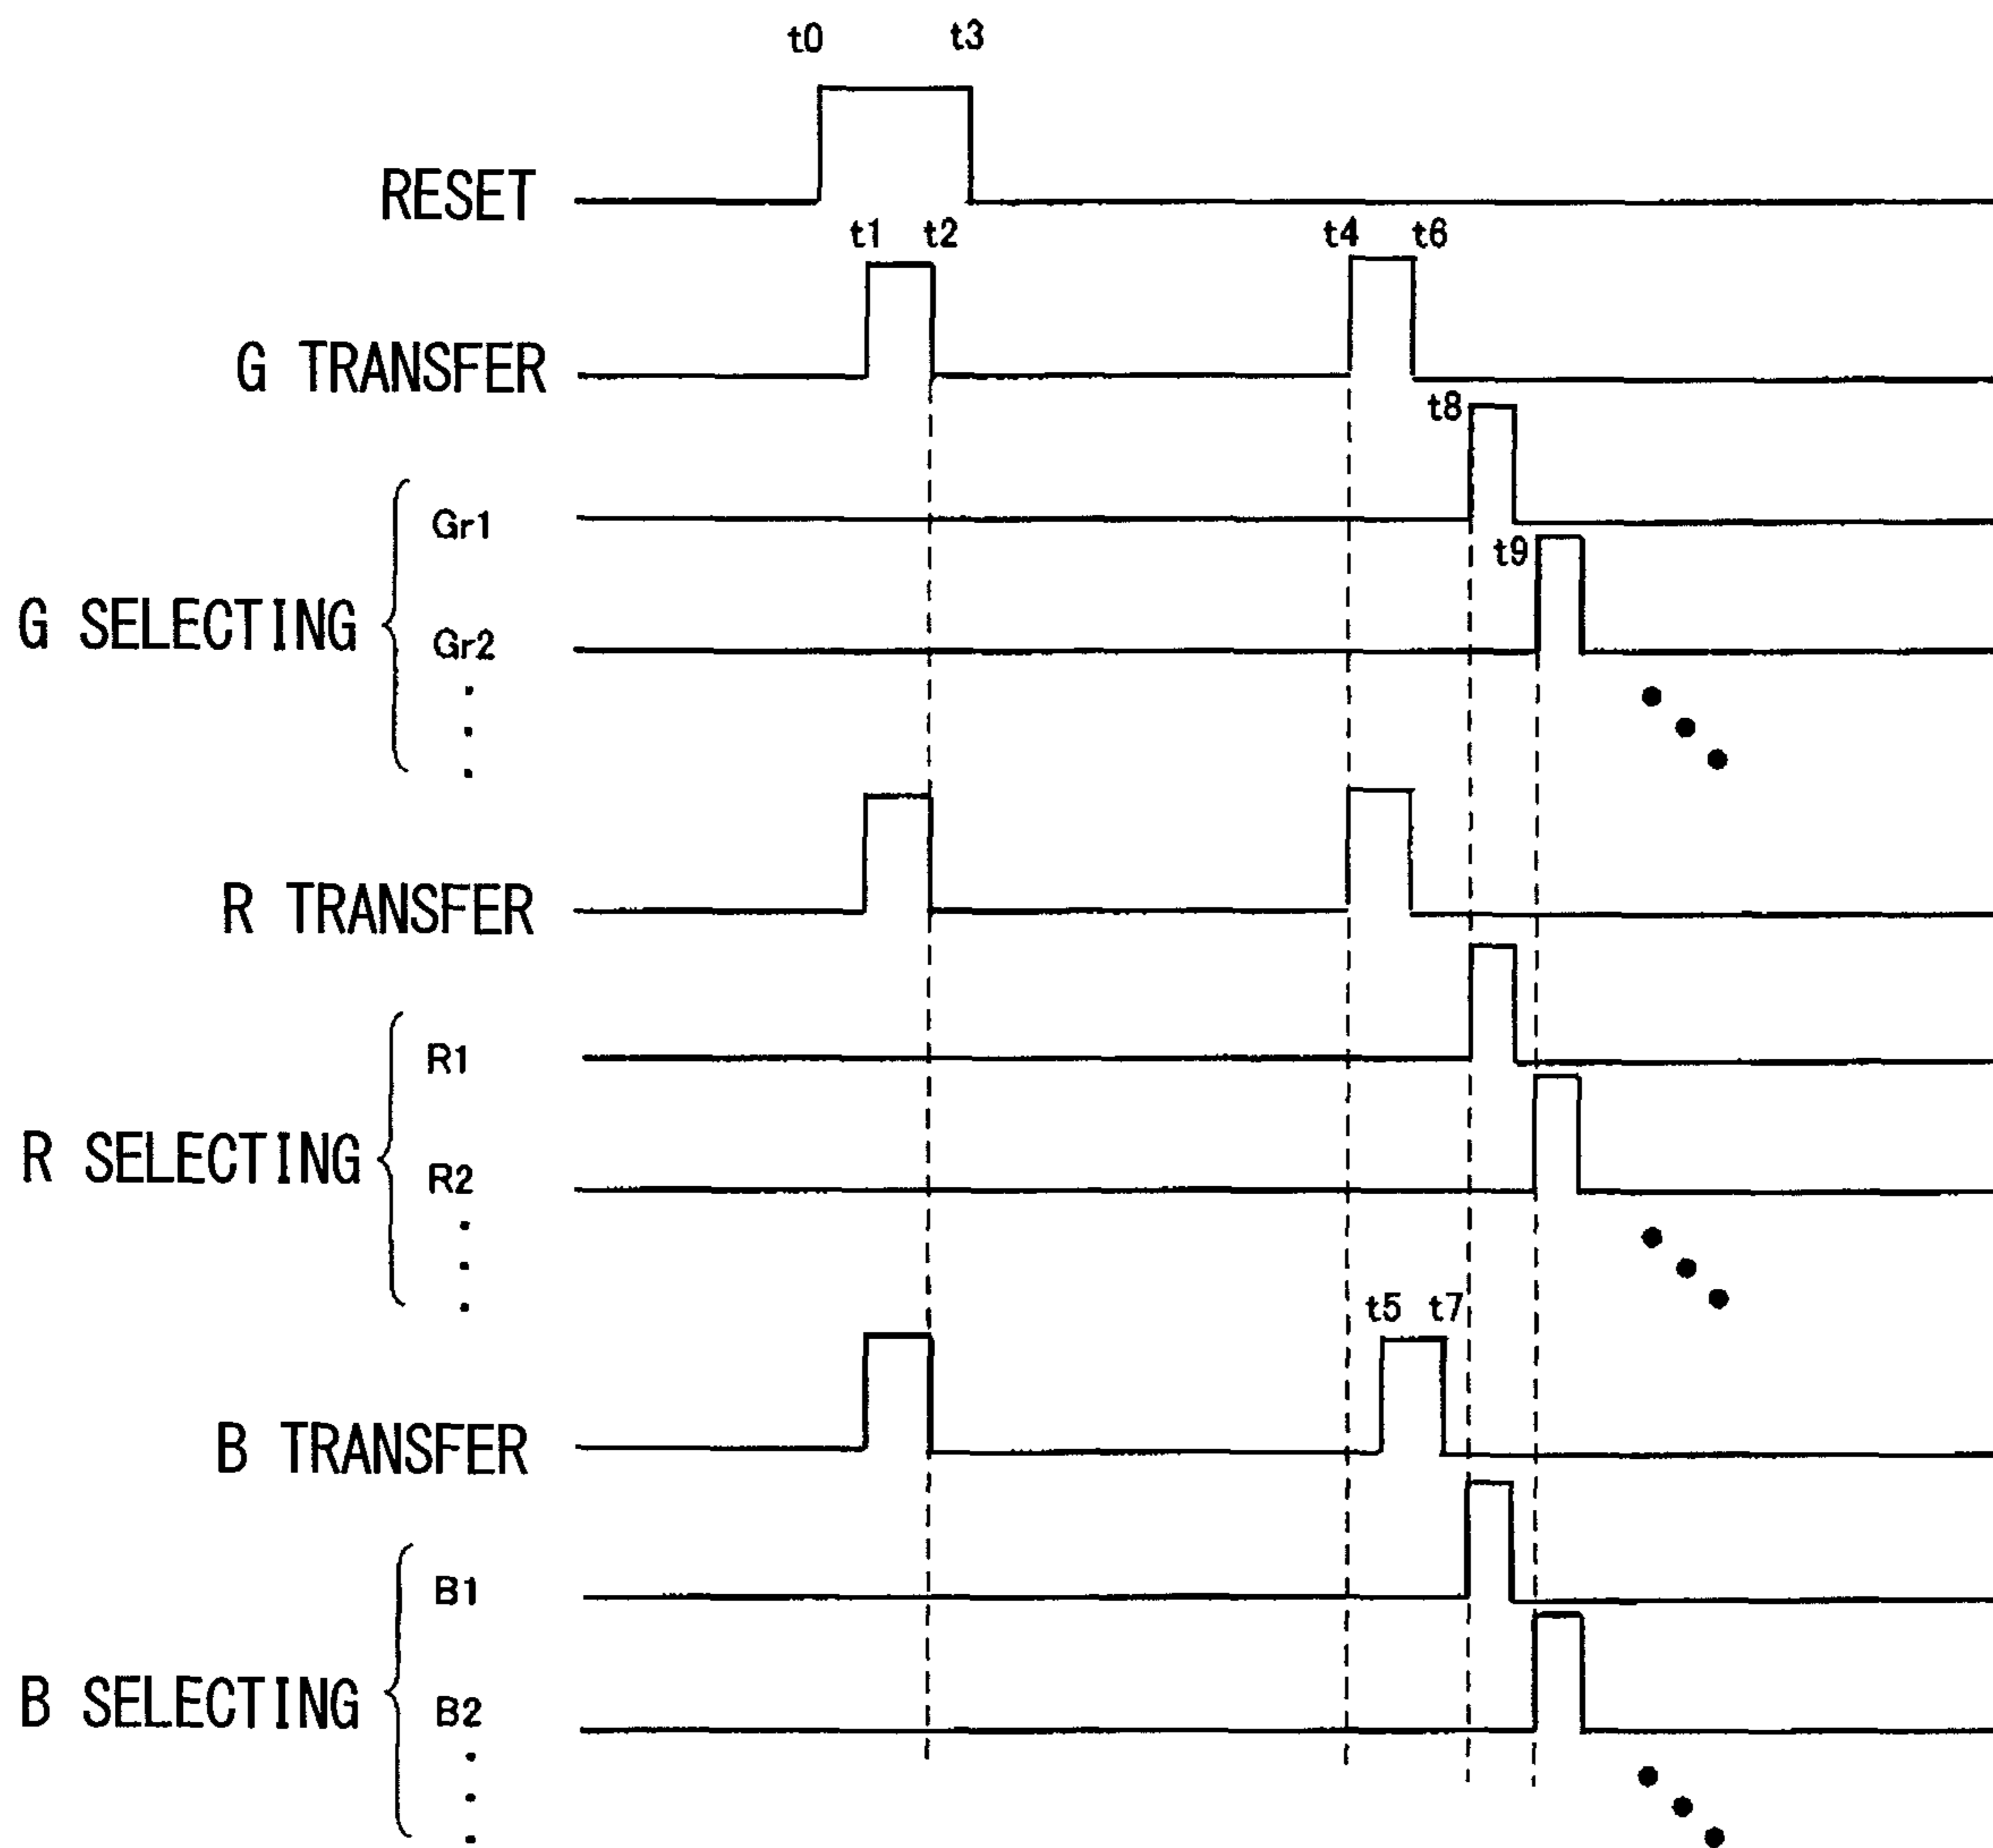 t0 t3
RESET
t1 t2 t4 t6
G TRANSFER
t8
Gr1
t9
G SELECTING
Gr2
R TRANSFER
R1
R SELECTING
R2
t5 t7
B TRANSFER
B1
B SELECTING
B2